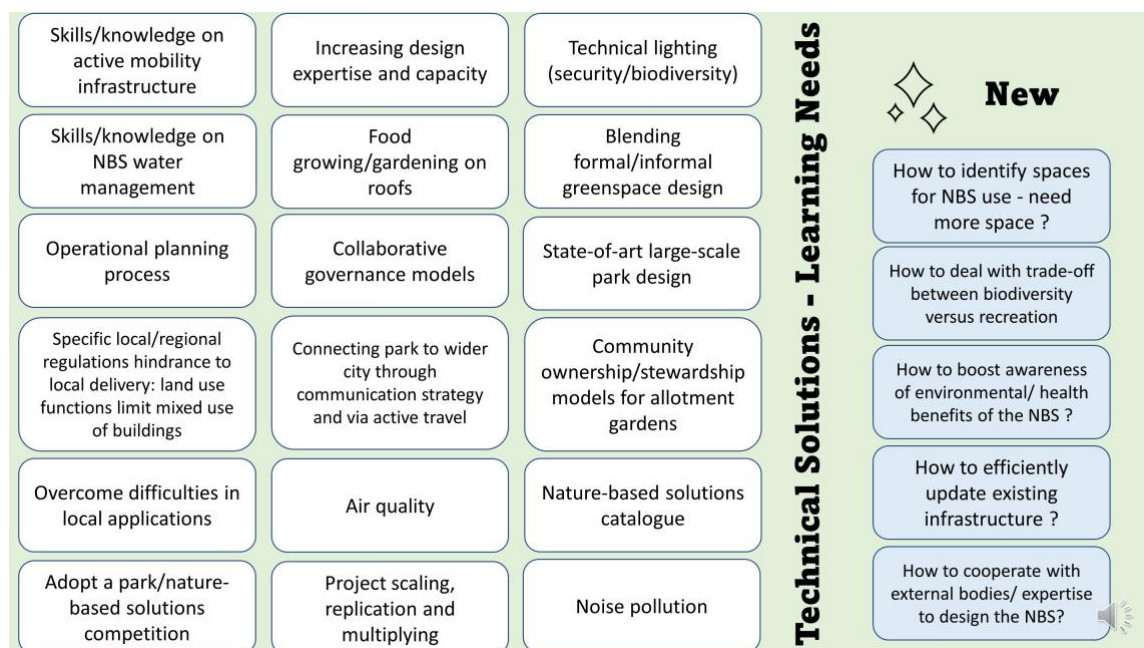 Skills/knowledge on
active mobility
infrastructure
Increasing design
expertise and capacity
Technical lighting
(security/biodiversity)
Skills/knowledge on
NBS water
management
Food
growing/gardening on
roofs
Blending
formal/informal
greenspace design
Operational planning
process
Collaborative
governance models
State-of-art large-scale
park design
Specific local/regional
regulations hindrance to
local delivery: land use
functions limit mixed use
of buildings
Connecting park to wider
city through
communication strategy
and via active travel
Community
ownership/stewardship
models for allotment
gardens
Overcome difficulties in
local applications
Air quality
Nature-based solutions
catalogue
Adopt a park/nature-
based solutions
competition
Project scaling,
replication and
multiplying
Noise pollution
Technical Solutions - Learning Needs
New
How to identify spaces
for NBS use - need
more space ?
How to deal with trade-off
between biodiversity
versus recreation
How to boost awareness
of environmental/ health
benefits of the NBS ?
How to efficiently
update existing
infrastructure ?
How to cooperate with
external bodies/ expertise
to design the NBS?